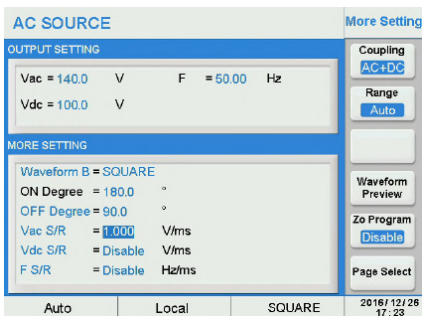 AC SOURCE
More Setting
OUTPUT SETTING
Vac = 140.0 V F = 50.00 Hz
Vdc = 100.0 V
MORE SETTING
Waveform B = SQUARE
ON Degree = 180.0 °
OFF Degree = 90.0 °
Vac S/R = 1.000 V/ms
Vdc S/R = Disable V/ms
F S/R = Disable Hz/ms
Coupling
AC+DC
Range
Auto
Waveform
Preview
Zo Program
Disable
Page Select
Auto Local SQUARE
2016/12/26
17:23